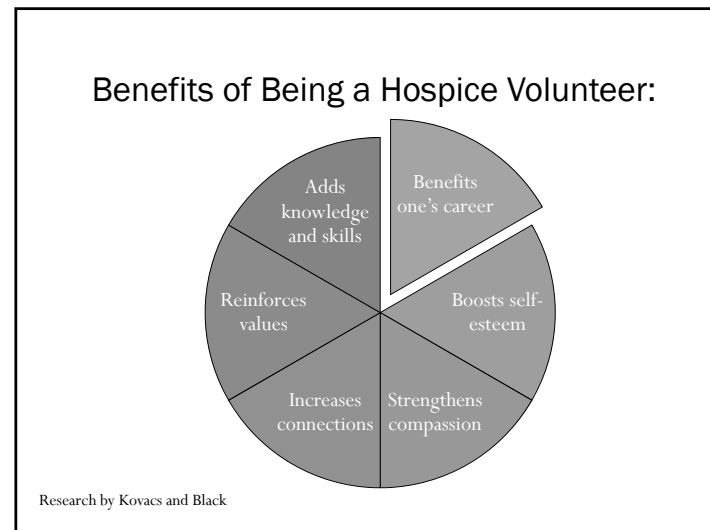 Benefits of Being a Hospice Volunteer:
Benefits
one's career
Boosts self-
esteem
Strengthens
compassion
Increases
connections
Reinforces
values
Adds
knowledge
and skills
Research by Kovacs and Black